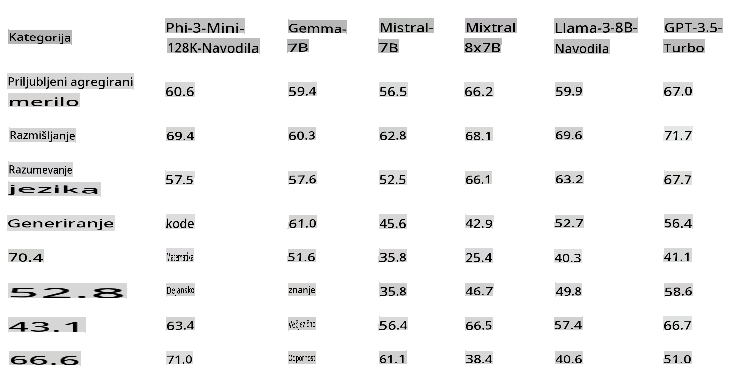 Kategorija Phi-3-Mini-128K-Navodila Gemma-7B Mistral-7B Mixtral 8x7B Llama-3-8B-Navodila GPT-3.5-Turbo
Priljubljeni agregirani merilo 60.6 59.4 56.5 66.2 59.9 67.0
Razmišljanje 69.4 60.3 62.8 68.1 69.6 71.7
Razumevanje jezika 57.5 57.6 52.5 66.1 63.2 67.7
Generiranje kode 61.0 45.6 42.9 52.7 56.4
70.4 Matematika 51.6 35.8 25.4 40.3 41.1
52.8 Dejansko znanje 35.8 46.7 49.8 58.6
43.1 63.4 Večjezično 56.4 66.5 57.4 66.7
66.6 71.0 Odpornost 61.1 38.4 40.6 51.0